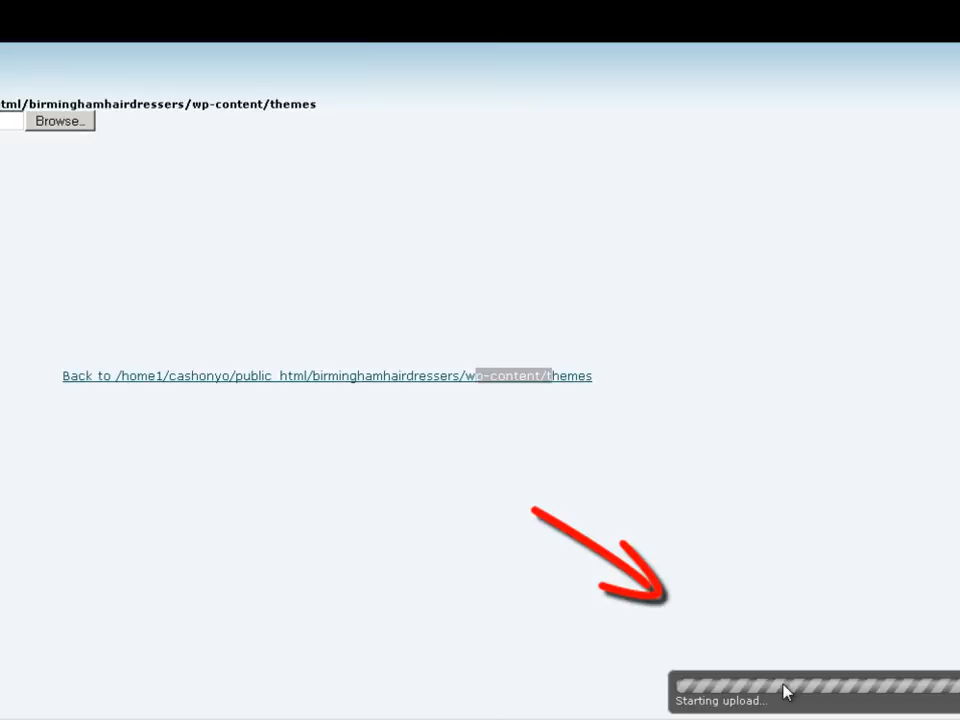 tml/birminghamhairdressers/wp-content/themes
Browse...
Back to /home1/cashonyo/public_html/birminghamhairdressers/wp-content/themes
Starting upload...